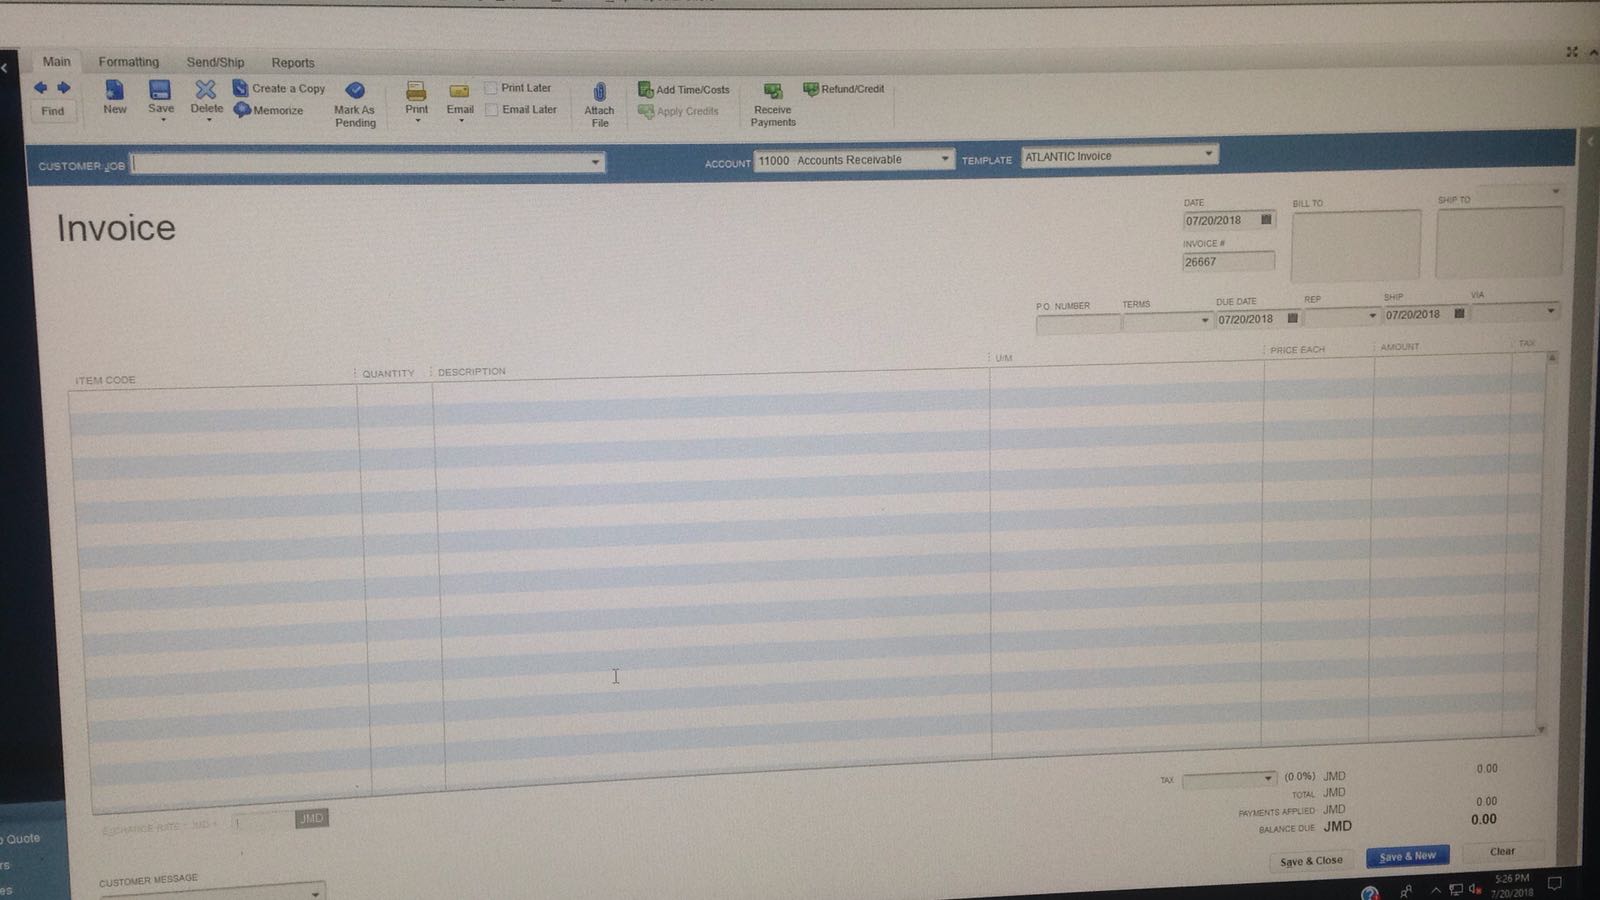 Main Formatting Send/Ship Reports
Find New Save Delete Create a Copy Memorize Mark As Pending Print Email Print Later Email Later Attach File Add Time/Costs Apply Credits Receive Payments Refund/Credit
CUSTOMER:JOB ACCOUNT 11000 · Accounts Receivable TEMPLATE ATLANTIC Invoice
Invoice
DATE BILL TO SHIP TO
07/20/2018
INVOICE #
26667
P.O. NUMBER TERMS DUE DATE REP SHIP VIA
07/20/2018 07/20/2018
ITEM CODE QUANTITY DESCRIPTION U/M PRICE EACH AMOUNT TAX
TAX (0.0%) JMD 0.00
TOTAL JMD
PAYMENTS APPLIED JMD 0.00
BALANCE DUE JMD 0.00
EXCHANGE RATE 1 JMD = JMD
Quote
CUSTOMER MESSAGE
Save & Close Save & New Clear
5:26 PM
7/20/2018